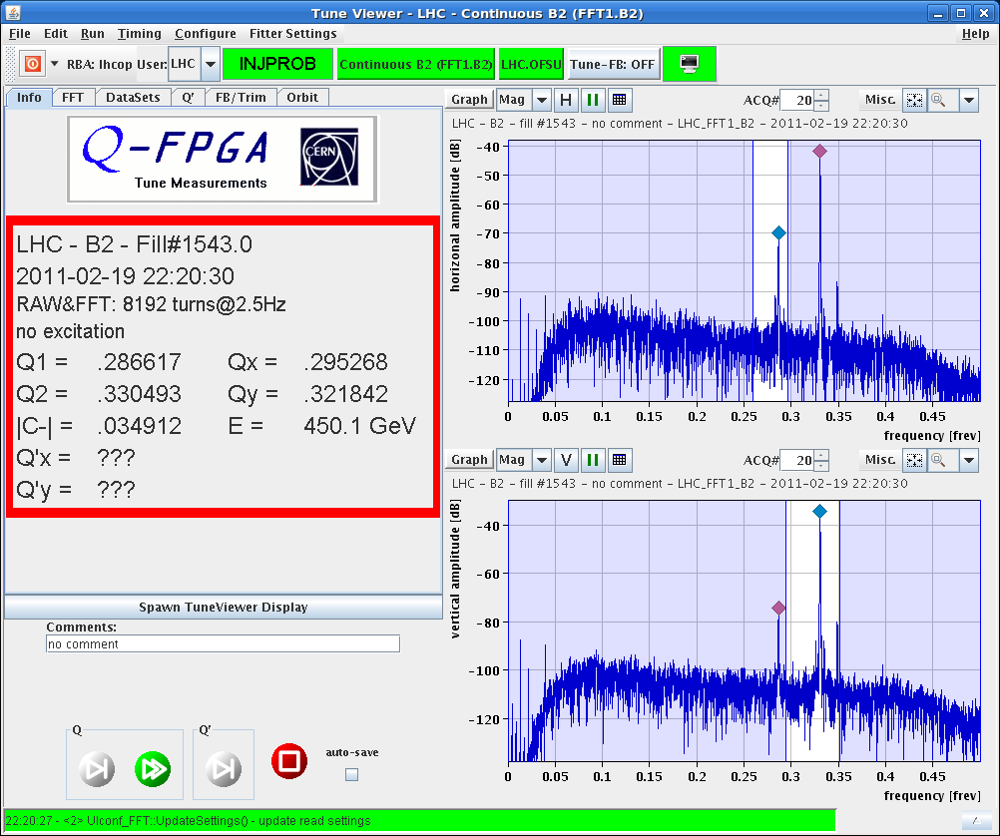 Tune Viewer - LHC - Continuous B2 (FFT1.B2)
File Edit Run Timing Configure Fitter Settings Help
RBA: lhcop User: LHC INJPROB Continuous B2 (FFT1.B2) LHC.OFSU Tune-FB: OFF
Info FFT DataSets Q' FB/Trim Orbit
Q-FPGA
Tune Measurements
CERN
LHC - B2 - Fill#1543.0
2011-02-19 22:20:30
RAW&FFT: 8192 turns@2.5Hz
no excitation
Q1 = .286617 Qx = .295268
Q2 = .330493 Qy = .321842
|C-| = .034912 E = 450.1 GeV
Q'x = ???
Q'y = ???
Spawn TuneViewer Display
Comments:
no comment
Q Q'
auto-save
Graph Mag H ACQ# 20 Misc.
LHC - B2 - fill #1543 - no comment - LHC_FFT1_B2 - 2011-02-19 22:20:30
horizonal amplitude [dB]
-40
-50
-60
-70
-80
-90
-100
-110
-120
0 0.05 0.1 0.15 0.2 0.25 0.3 0.35 0.4 0.45
frequency [frev]
Graph Mag V ACQ# 20 Misc.
LHC - B2 - fill #1543 - no comment - LHC_FFT1_B2 - 2011-02-19 22:20:30
vertical amplitude [dB]
-40
-60
-80
-100
-120
0 0.05 0.1 0.15 0.2 0.25 0.3 0.35 0.4 0.45
frequency [frev]
22:20:27 - <2> UIconf_FFT::UpdateSettings() - update read settings